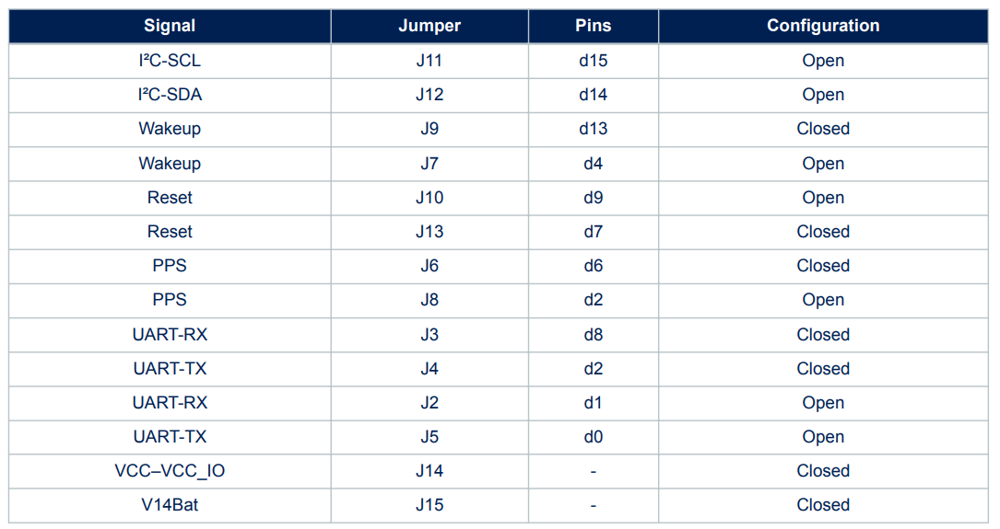 Signal Jumper Pins Configuration
I²C-SCL J11 d15 Open
I²C-SDA J12 d14 Open
Wakeup J9 d13 Closed
Wakeup J7 d4 Open
Reset J10 d9 Open
Reset J13 d7 Closed
PPS J6 d6 Closed
PPS J8 d2 Open
UART-RX J3 d8 Closed
UART-TX J4 d2 Closed
UART-RX J2 d1 Open
UART-TX J5 d0 Open
VCC–VCC_IO J14 - Closed
V14Bat J15 - Closed